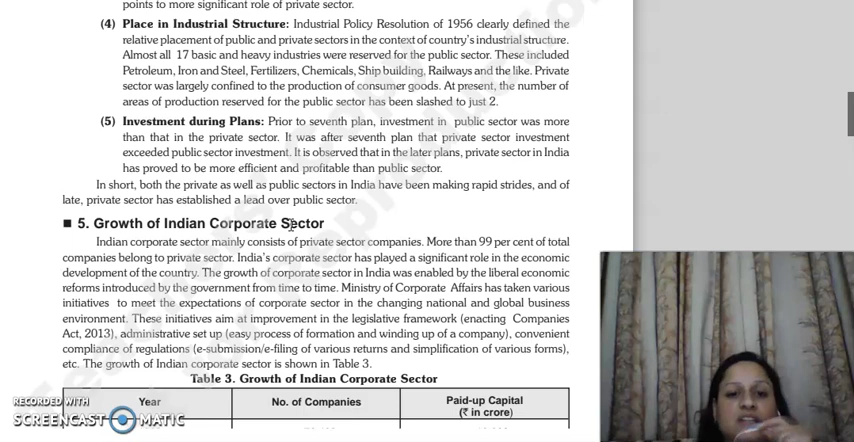 points to more significant role of private sector.
(4) Place in Industrial Structure: Industrial Policy Resolution of 1956 clearly defined the
relative placement of public and private sectors in the context of country's industrial structure.
Almost all 17 basic and heavy industries were reserved for the public sector. These included
Petroleum, Iron and Steel, Fertilizers, Chemicals, Ship building, Railways and the like. Private
sector was largely confined to the production of consumer goods. At present, the number of
areas of production reserved for the public sector has been slashed to just 2.
(5) Investment during Plans: Prior to seventh plan, investment in public sector was more
than that in the private sector. It was after seventh plan that private sector investment
exceeded public sector investment. It is observed that in the later plans, private sector in India
has proved to be more efficient and profitable than public sector.
In short, both the private as well as public sectors in India have been making rapid strides, and of
late, private sector has established a lead over public sector.
■ 5. Growth of Indian Corporate Sector
Indian corporate sector mainly consists of private sector companies. More than 99 per cent of total
companies belong to private sector. India's corporate sector has played a significant role in the economic
development of the country. The growth of corporate sector in India was enabled by the liberal economic
reforms introduced by the government from time to time. Ministry of Corporate Affairs has taken various
initiatives to meet the expectations of corporate sector in the changing national and global business
environment. These initiatives aim at improvement in the legislative framework (enacting Companies
Act, 2013), administrative set up (easy process of formation and winding up of a company), convenient
compliance of regulations (e-submission/e-filing of various returns and simplification of various forms),
etc. The growth of Indian corporate sector is shown in Table 3.
Table 3. Growth of Indian Corporate Sector
Year No. of Companies Paid-up Capital
(₹ in crore)
RECORDED WITH
SCREENCAST MATIC